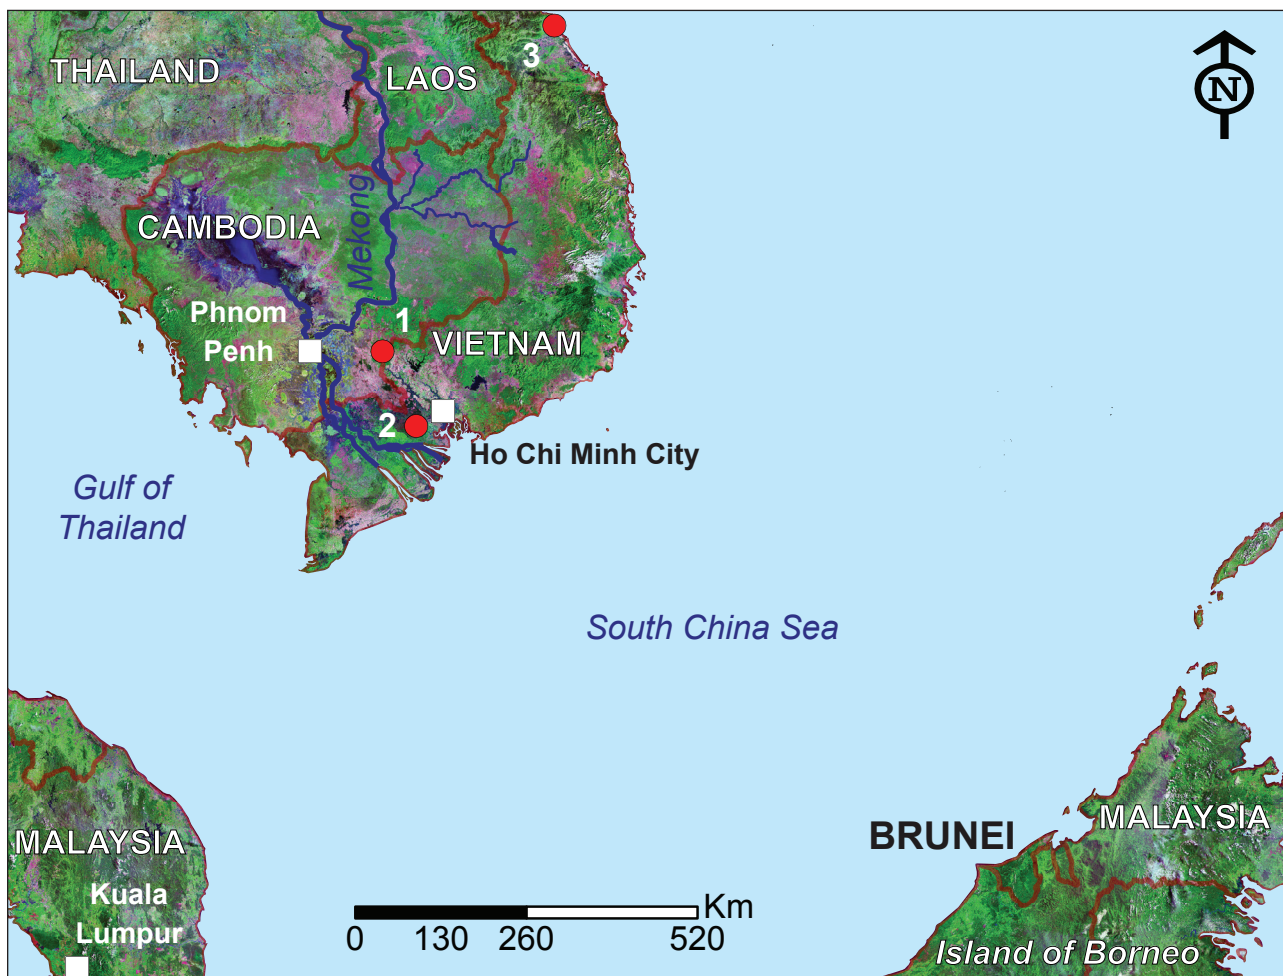 3
THAILAND
LAOS
N
Mekong
CAMBODIA
Phnom
Penh
1
VIETNAM
2
Ho Chi Minh City
Gulf of
Thailand
South China Sea
MALAYSIA
BRUNEI
MALAYSIA
Kuala
Lumpur
Km
0 130 260 520
Island of Borneo